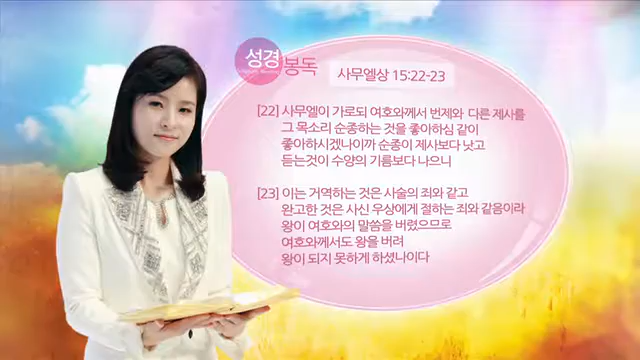 성경
봉독
사무엘상 15:22-23
[22] 사무엘이 가로되 여호와께서 번제와 다른 제사를
그 목소리 순종하는 것을 좋아하심 같이
좋아하시겠나이까 순종이 제사보다 낫고
듣는것이 수양의 기름보다 나으니
[23] 이는 거역하는 것은 사술의 죄와 같고
완고한 것은 사신 우상에게 절하는 죄와 같음이라
왕이 여호와의 말씀을 버렸으므로
여호와께서도 왕을 버려
왕이 되지 못하게 하셨나이다